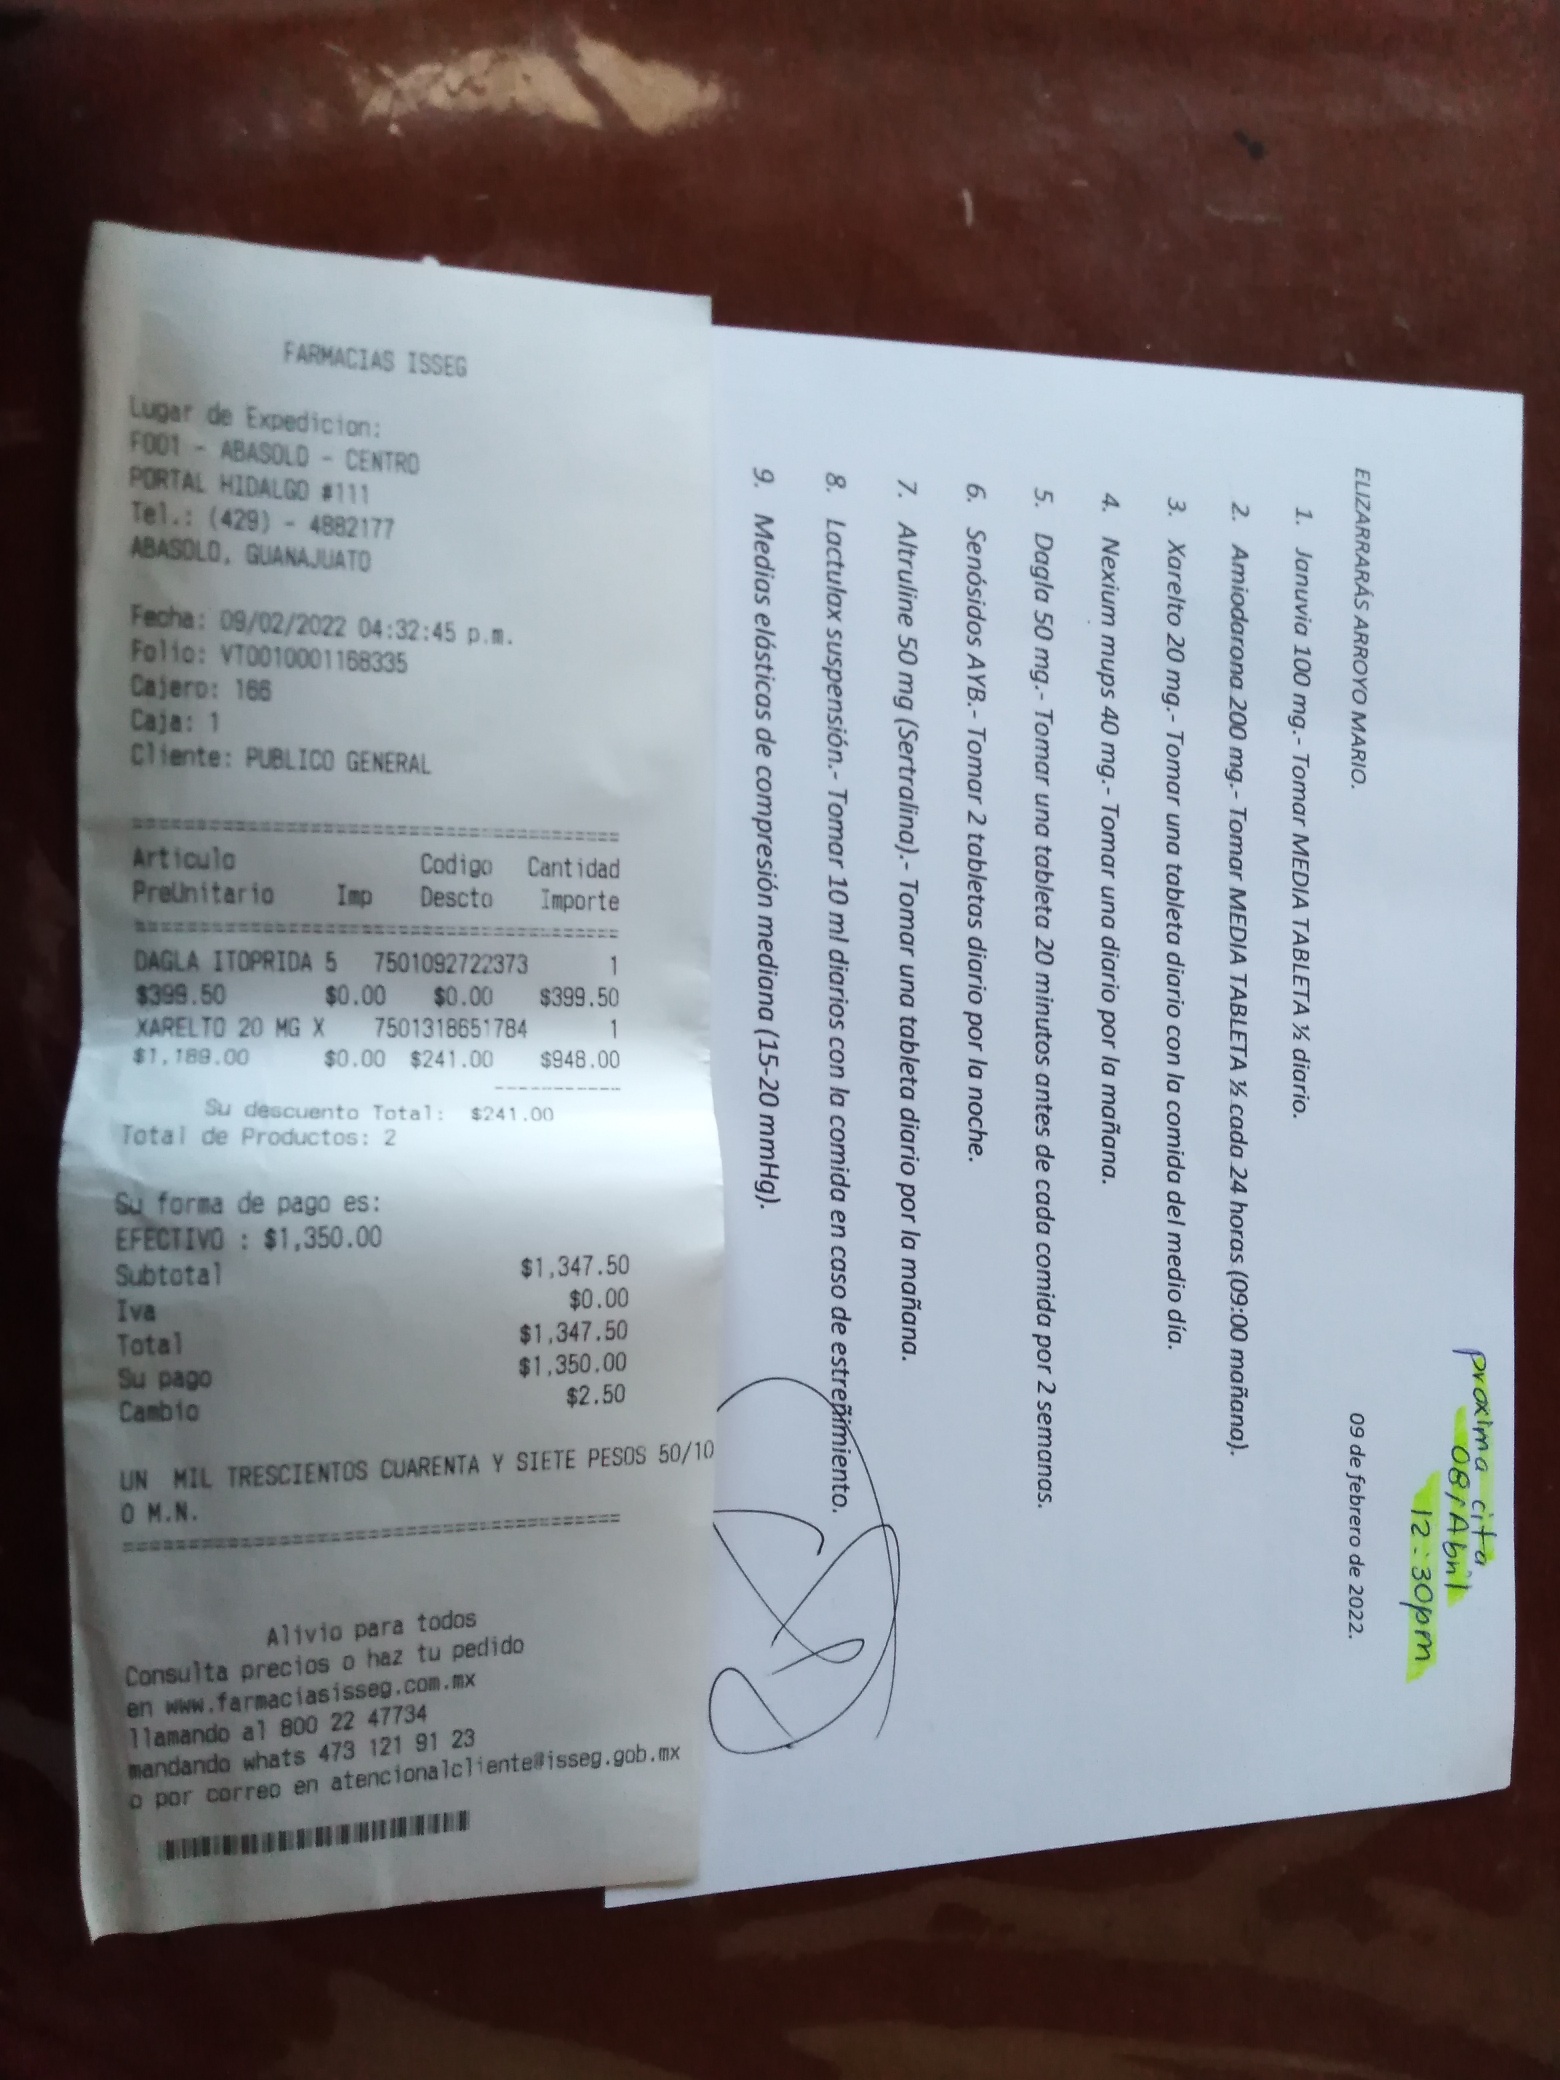 proxima cita
08/Abril
12:30pm
ELIZARRARÁS ARROYO MARIO. 09 de febrero de 2022.
1. Januvia 100 mg.- Tomar MEDIA TABLETA ½ diario.
2. Amiodarona 200 mg.- Tomar MEDIA TABLETA ½ cada 24 horas (09:00 mañana).
3. Xarelto 20 mg.- Tomar una tableta diario con la comida del medio día.
4. Nexium mups 40 mg.- Tomar una diario por la mañana.
5. Dagla 50 mg.- Tomar una tableta 20 minutos antes de cada comida por 2 semanas.
6. Senósidos AYB.- Tomar 2 tabletas diario por la noche.
7. Altruline 50 mg (Sertralina).- Tomar una tableta diario por la mañana.
8. Lactulax suspensión.- Tomar 10 ml diarios con la comida en caso de estreñimiento.
9. Medias elásticas de compresión mediana (15-20 mmHg).
FARMACIAS ISSEG
Lugar de Expedicion:
F001 - ABASOLO - CENTRO
PORTAL HIDALGO #111
Tel.: (429) - 4882177
ABASOLO, GUANAJUATO
Fecha: 09/02/2022 04:32:45 p.m.
Folio: VT0010001168335
Cajero: 166
Caja: 1
Cliente: PUBLICO GENERAL
==============================
Articulo Codigo Cantidad
PreUnitario Imp Descto Importe
==============================
DAGLA ITOPRIDA 5 7501092722373 1
$399.50 $0.00 $0.00 $399.50
XARELTO 20 MG X 7501318651784 1
$1,189.00 $0.00 $241.00 $948.00
----------
Su descuento Total: $241.00
Total de Productos: 2
Su forma de pago es:
EFECTIVO : $1,350.00
Subtotal $1,347.50
Iva $0.00
Total $1,347.50
Su pago $1,350.00
Cambio $2.50
UN MIL TRESCIENTOS CUARENTA Y SIETE PESOS 50/10
0 M.N.
==============================
Alivio para todos
Consulta precios o haz tu pedido
en www.farmaciasisseg.com.mx
llamando al 800 22 47734
mandando whats 473 121 91 23
o por correo en atencionalcliente@isseg.gob.mx